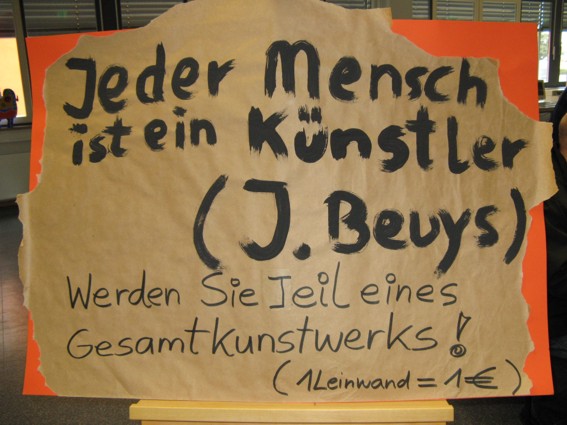 Jeder Mensch
ist ein Künstler
(J. Beuys)
Werden Sie Teil eines
Gesamtkunstwerks!
(1 Leinwand = 1 €)